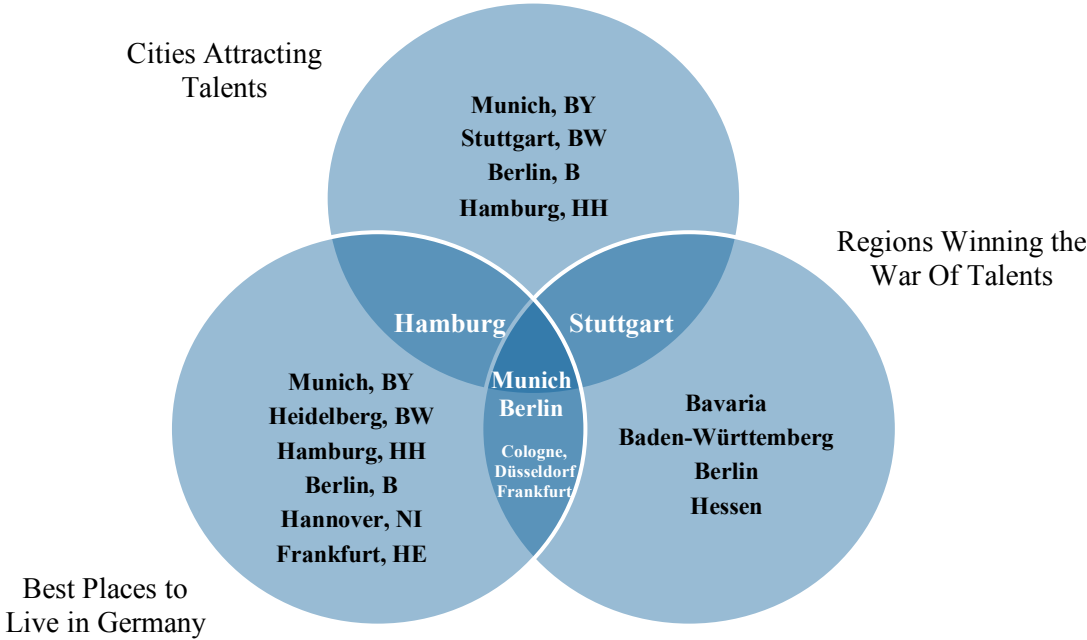 Cities Attracting
Talents
Munich, BY
Stuttgart, BW
Berlin, B
Hamburg, HH
Regions Winning the
War Of Talents
Hamburg
Stuttgart
Munich
Berlin
Cologne,
Düsseldorf
Frankfurt
Munich, BY
Heidelberg, BW
Hamburg, HH
Berlin, B
Hannover, NI
Frankfurt, HE
Bavaria
Baden-Württemberg
Berlin
Hessen
Best Places to
Live in Germany